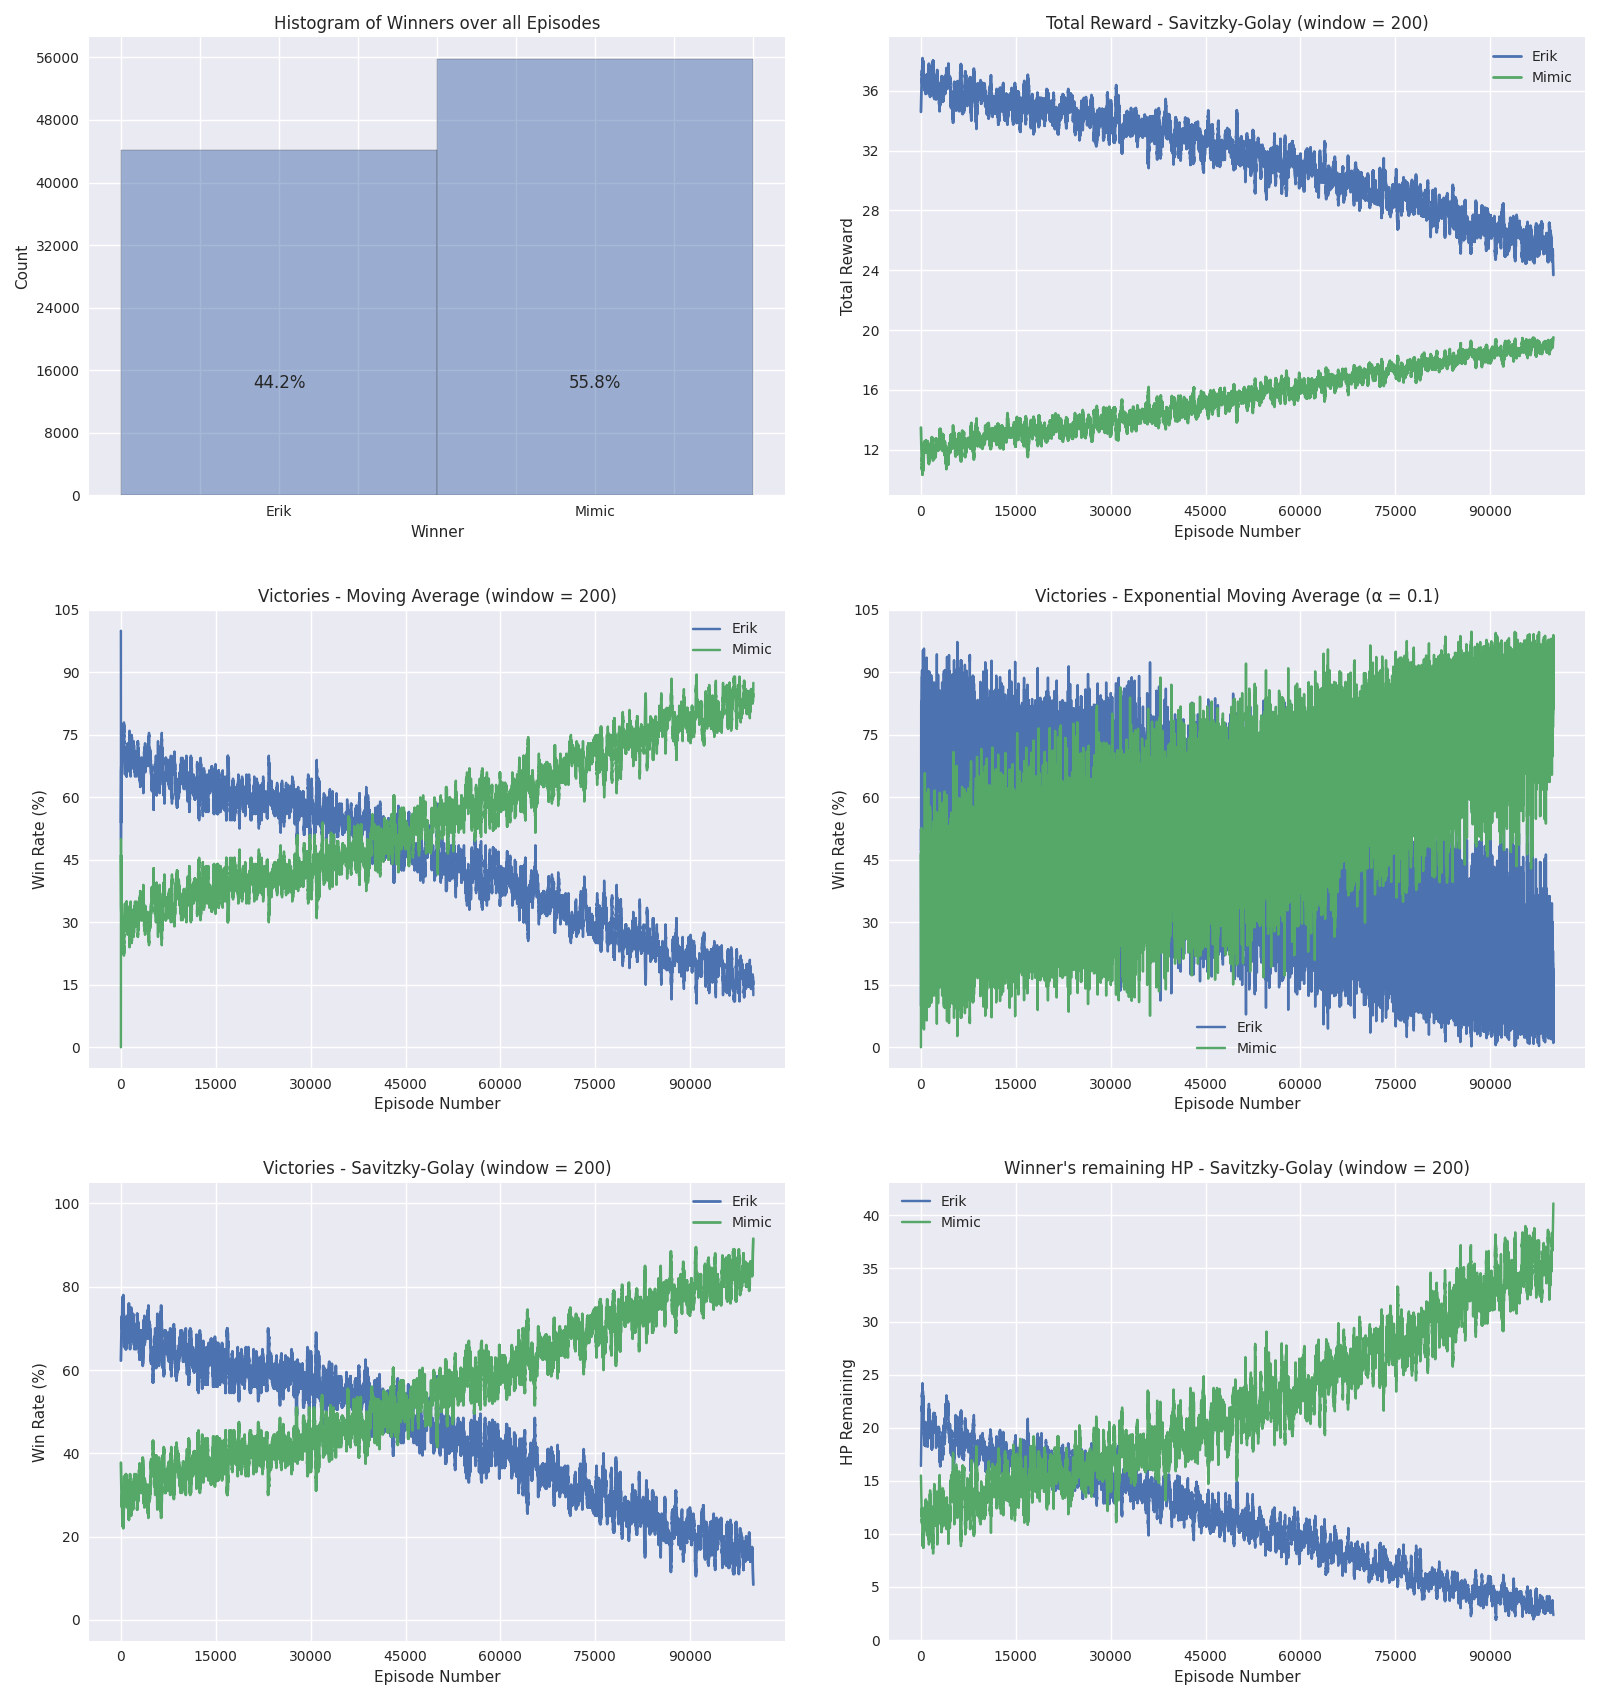 Histogram of Winners over all Episodes
56000
48000
40000
32000
24000
16000
8000
0
Count
44.2%
55.8%
Erik
Mimic
Winner
Total Reward - Savitzky-Golay (window = 200)
Erik
Mimic
36
32
28
24
20
16
12
Total Reward
0 15000 30000 45000 60000 75000 90000
Episode Number
Victories - Moving Average (window = 200)
Erik
Mimic
105
90
75
60
45
30
15
0
Win Rate (%)
0 15000 30000 45000 60000 75000 90000
Episode Number
Victories - Exponential Moving Average (α = 0.1)
105
90
75
60
45
30
15
0
Win Rate (%)
Erik
Mimic
0 15000 30000 45000 60000 75000 90000
Episode Number
Victories - Savitzky-Golay (window = 200)
Erik
Mimic
100
80
60
40
20
0
Win Rate (%)
0 15000 30000 45000 60000 75000 90000
Episode Number
Winner's remaining HP - Savitzky-Golay (window = 200)
Erik
Mimic
40
35
30
25
20
15
10
5
0
HP Remaining
0 15000 30000 45000 60000 75000 90000
Episode Number